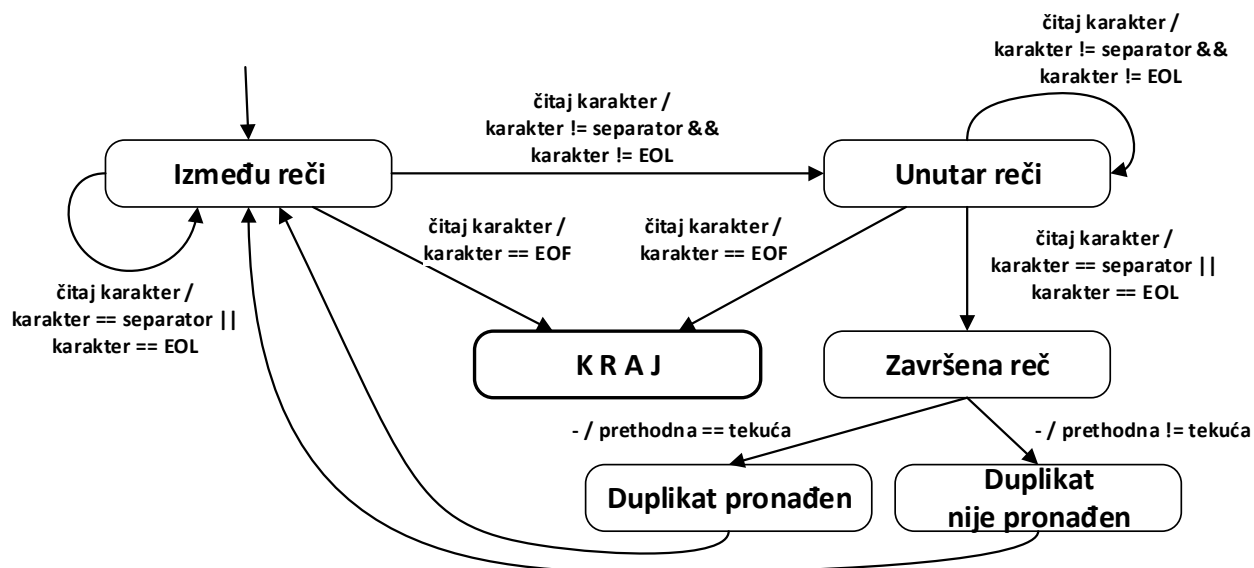 čitaj karakter /
karakter != separator &&
karakter != EOL
čitaj karakter /
karakter != separator &&
karakter != EOL
Između reči
Unutar reči
čitaj karakter /
karakter == EOF
čitaj karakter /
karakter == EOF
čitaj karakter /
karakter == separator ||
karakter == EOL
čitaj karakter /
karakter == separator ||
karakter == EOL
K R A J
Završena reč
- / prethodna == tekuća
- / prethodna != tekuća
Duplikat pronađen
Duplikat
nije pronađen